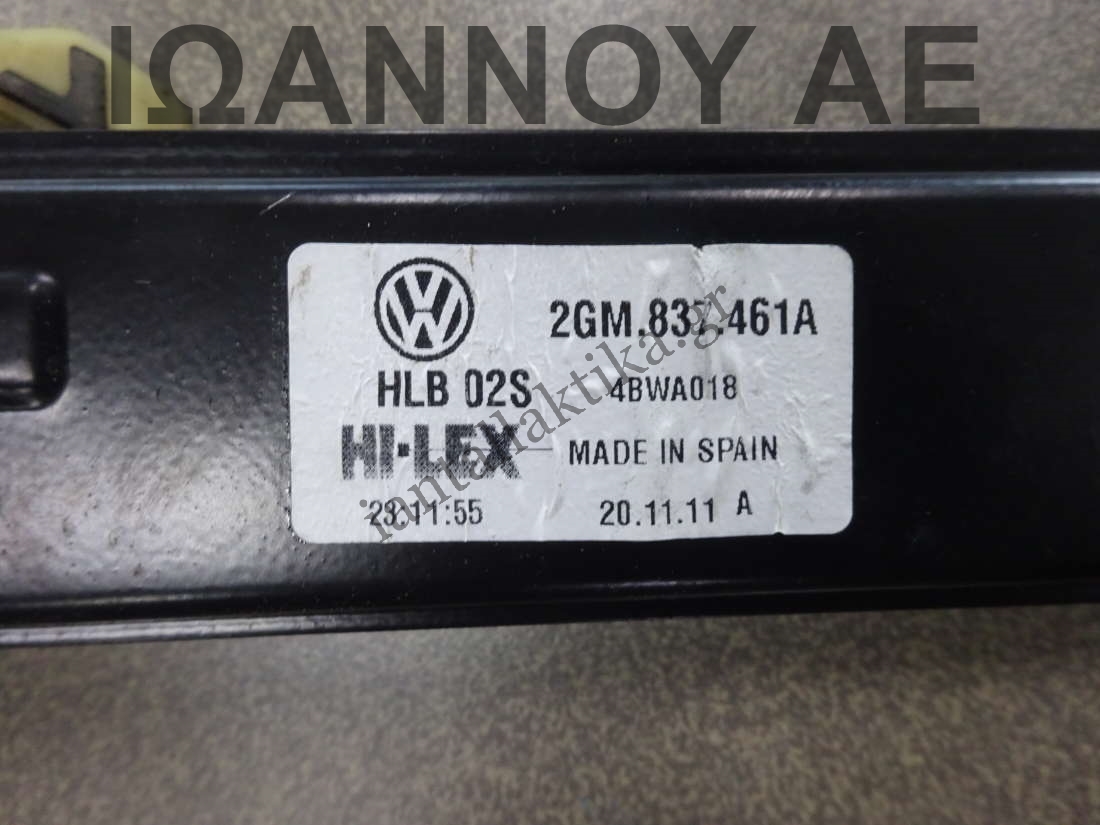 ΙΩΑΝΝΟΥ ΑΕ
2GM.837.461A
HLB 02S 4BWA018
HI-LEX MADE IN SPAIN
23:11:55 20.11.11 A
iantallaktika.gr